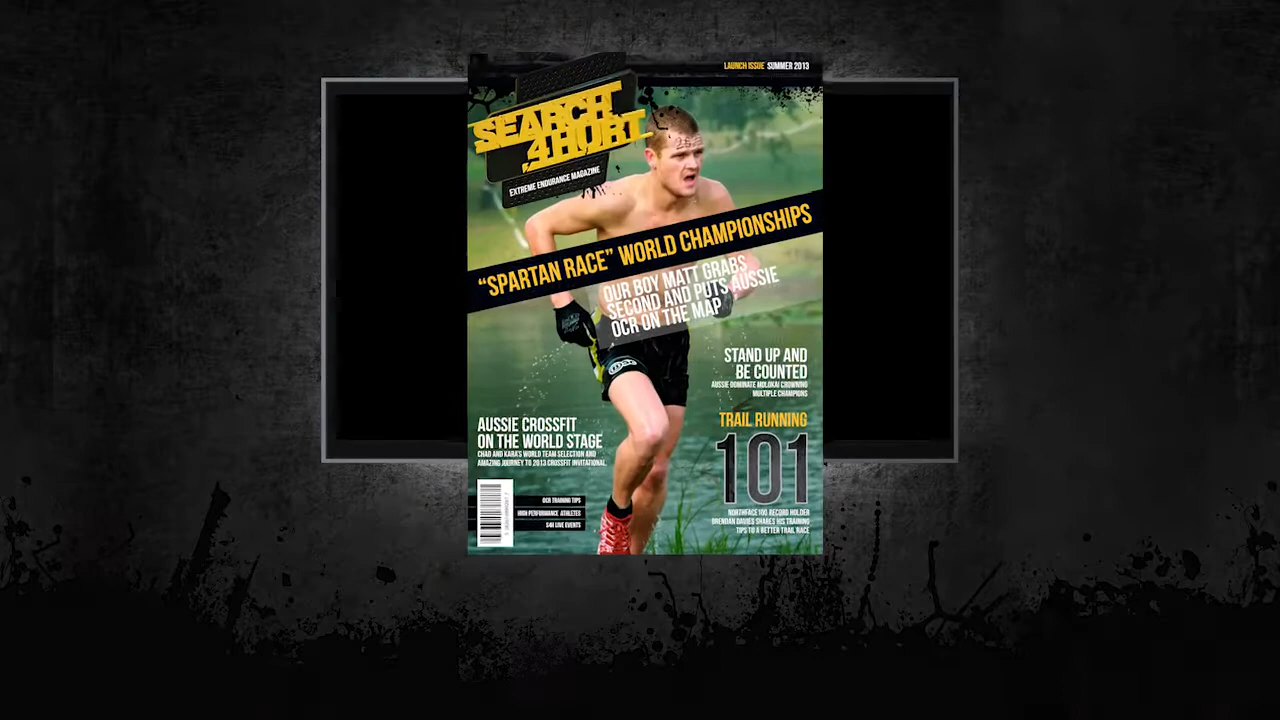 LAUNCH ISSUE SUMMER 2013
SEARCH
4HURT
EXTREME ENDURANCE MAGAZINE
"SPARTAN RACE" WORLD CHAMPIONSHIPS
OUR BOY MATT GRABS
SECOND AND PUTS AUSSIE
OCR ON THE MAP
STAND UP AND
BE COUNTED
AUSSIE DOMINATE MOLOKAI CROWNING
MULTIPLE CHAMPIONS
AUSSIE CROSSFIT
ON THE WORLD STAGE
CHAD AND KARA'S WORLD TEAM SELECTION AND
AMAZING JOURNEY TO 2013 CROSSFIT INVITATIONAL
TRAIL RUNNING
101
NORTHFACE100 RECORD HOLDER
BRENDAN DAVIES SHARES HIS TRAINING
TIPS TO A BETTER TRAIL RACE
OCR TRAINING TIPS
HIGH PERFORMANCE ATHLETES
S4H LIVE EVENTS